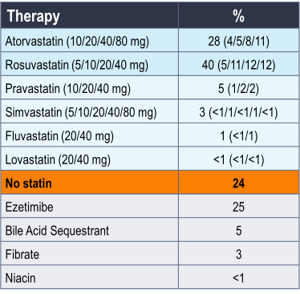 Therapy %
Atorvastatin (10/20/40/80 mg) 28 (4/5/8/11)
Rosuvastatin (5/10/20/40 mg) 40 (5/11/12/12)
Pravastatin (10/20/40 mg) 5 (1/2/2)
Simvastatin (5/10/20/40/80 mg) 3 (<1/1/<1/1/<1)
Fluvastatin (20/40 mg) 1 (<1/1)
Lovastatin (20/40 mg) <1 (<1/<1)
No statin 24
Ezetimibe 25
Bile Acid Sequestrant 5
Fibrate 3
Niacin <1